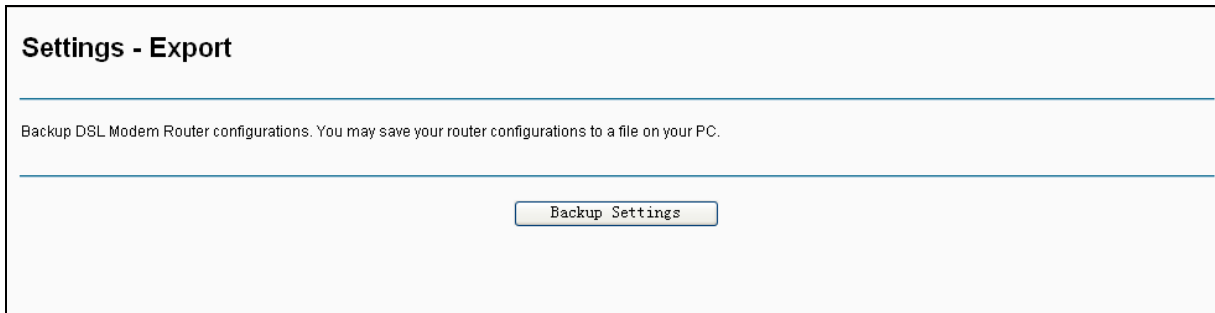 Settings - Export
Backup DSL Modem Router configurations. You may save your router configurations to a file on your PC.
Backup Settings